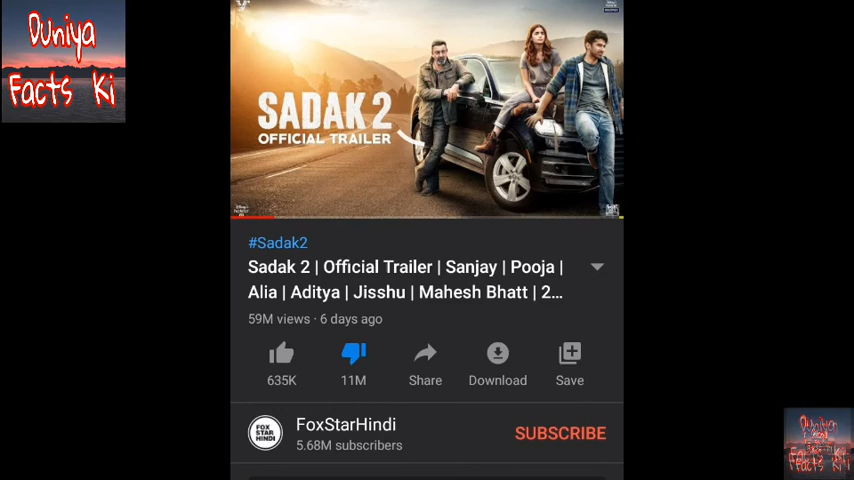 Duniya
Facts Ki
SADAK 2
OFFICIAL TRAILER
#Sadak2
Sadak 2 | Official Trailer | Sanjay | Pooja |
Alia | Aditya | Jisshu | Mahesh Bhatt | 2...
59M views · 6 days ago
635K
11M
Share
Download
Save
FOX
STAR
HINDI
FoxStarHindi
5.68M subscribers
SUBSCRIBE
Facts Ki